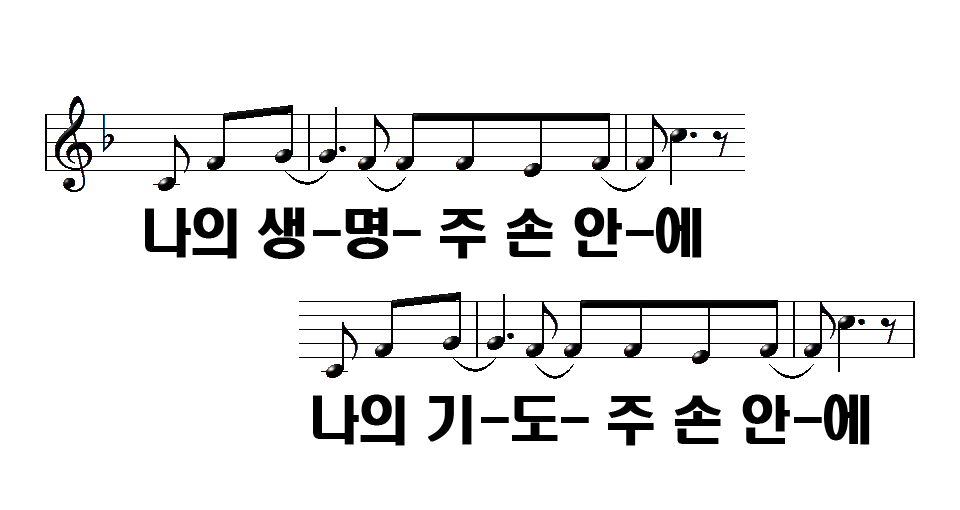 나의 생-명- 주 손 안-에
나의 기-도- 주 손 안-에